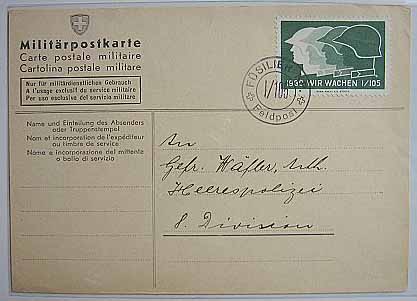 Militärpostkarte
Carte postale militaire
Cartolina postale militare
Nur für militärdienstlichen Gebrauch
A l'usage exclusif du service militaire
Per uso esclusivo del servizio militare
FÜSILIER
I/105
Feldpost
1939 WIR WACHEN I/105
Name und Einteilung des Absenders
oder Truppenstempel
Nom et incorporation de l'expéditeur
ou timbre de service
Nome e incorporazione del mittente
o bollo di servizio
An
Gefr. Häfler, Ath.
Heerespolizei
8. Division